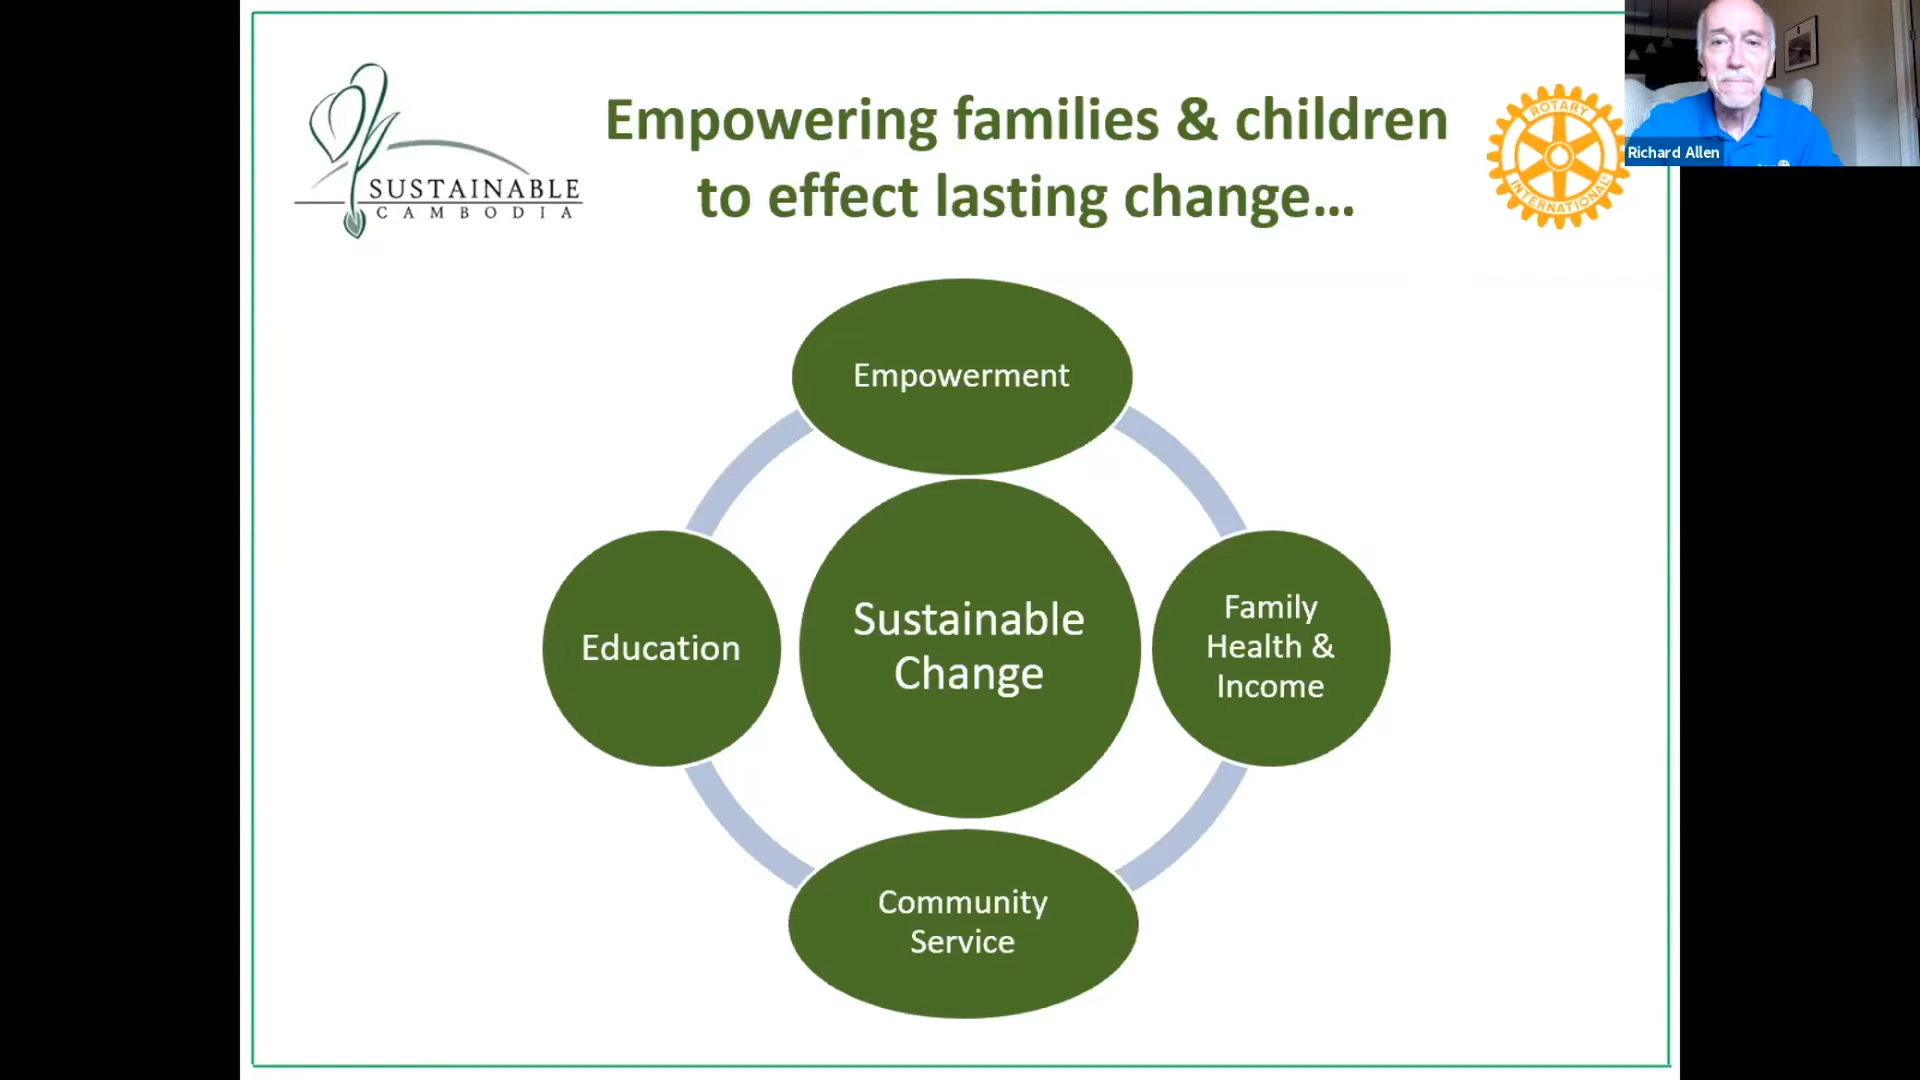 SUSTAINABLE
CAMBODIA
Empowering families & children
to effect lasting change...
ROTARY
INTERNATIONAL
Richard Allen
Empowerment
Education
Sustainable
Change
Family
Health &
Income
Community
Service